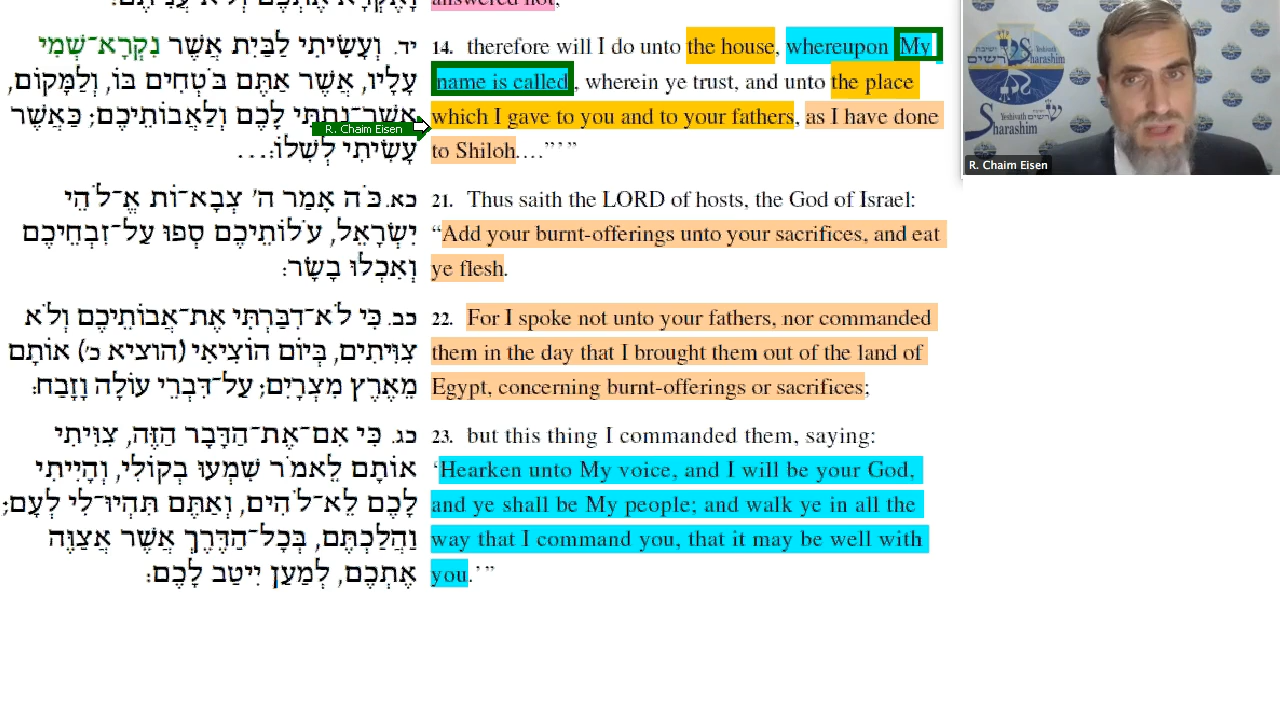 answered not,
יד. וְעָשִׂיתִי לַבַּיִת אֲשֶׁר נִקְרָא־שְׁמִי
עָלָיו, אֲשֶׁר אַתֶּם בֹּטְחִים בּוֹ, וְלַמָּקוֹם,
אֲשֶׁר־נָתַתִּי לָכֶם וְלַאֲבוֹתֵיכֶם; כַּאֲשֶׁר
עָשִׂיתִי לְשִׁלוֹ:...
14. therefore will I do unto the house, whereupon My
name is called, wherein ye trust, and unto the place
which I gave to you and to your fathers, as I have done
to Shiloh....”’”
R. Chaim Eisen
כא. כֹּה אָמַר ה' צְבָא־וֹת אֱ־לֹהֵי
יִשְׂרָאֵל, עֹלוֹתֵיכֶם סְפוּ עַל־זִבְחֵיכֶם
וְאִכְלוּ בָשָׂר:
21. Thus saith the LORD of hosts, the God of Israel:
“Add your burnt-offerings unto your sacrifices, and eat
ye flesh.
כב. כִּי לֹא־דִבַּרְתִּי אֶת־אֲבוֹתֵיכֶם וְלֹא
צִוִּיתִים, בְּיוֹם הוֹצִיאִי (הוציא כ') אוֹתָם
מֵאֶרֶץ מִצְרָיִם; עַל־דִּבְרֵי עוֹלָה וָזָבַח:
22. For I spoke not unto your fathers, nor commanded
them in the day that I brought them out of the land of
Egypt, concerning burnt-offerings or sacrifices;
כג. כִּי אִם־אֶת־הַדָּבָר הַזֶּה, צִוִּיתִי
אוֹתָם לֵאמֹר שִׁמְעוּ בְקוֹלִי, וְהָיִיתִי
לָכֶם לֵא־לֹהִים, וְאַתֶּם תִּהְיוּ־לִי לְעָם;
וַהֲלַכְתֶּם, בְּכָל־הַדֶּרֶךְ אֲשֶׁר אֲצַוֶּה
אֶתְכֶם, לְמַעַן יִיטַב לָכֶם:
23. but this thing I commanded them, saying:
‘Hearken unto My voice, and I will be your God,
and ye shall be My people; and walk ye in all the
way that I command you, that it may be well with
you.’”
Yeshivath
Sharashim
R. Chaim Eisen